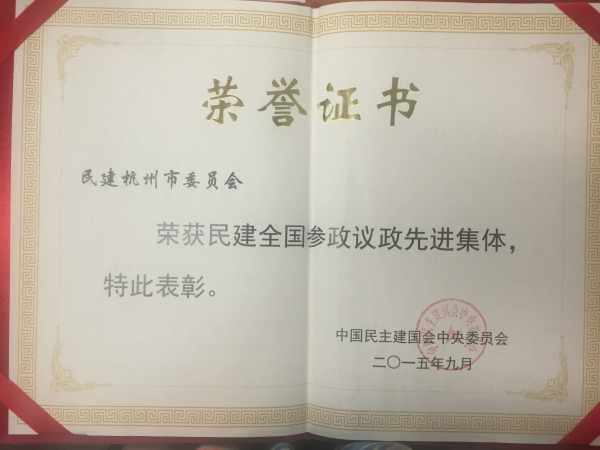 荣誉证书
民建杭州市委员会
荣获民建全国参政议政先进集体，
特此表彰。
中国民主建国会中央委员会
二〇一五年九月